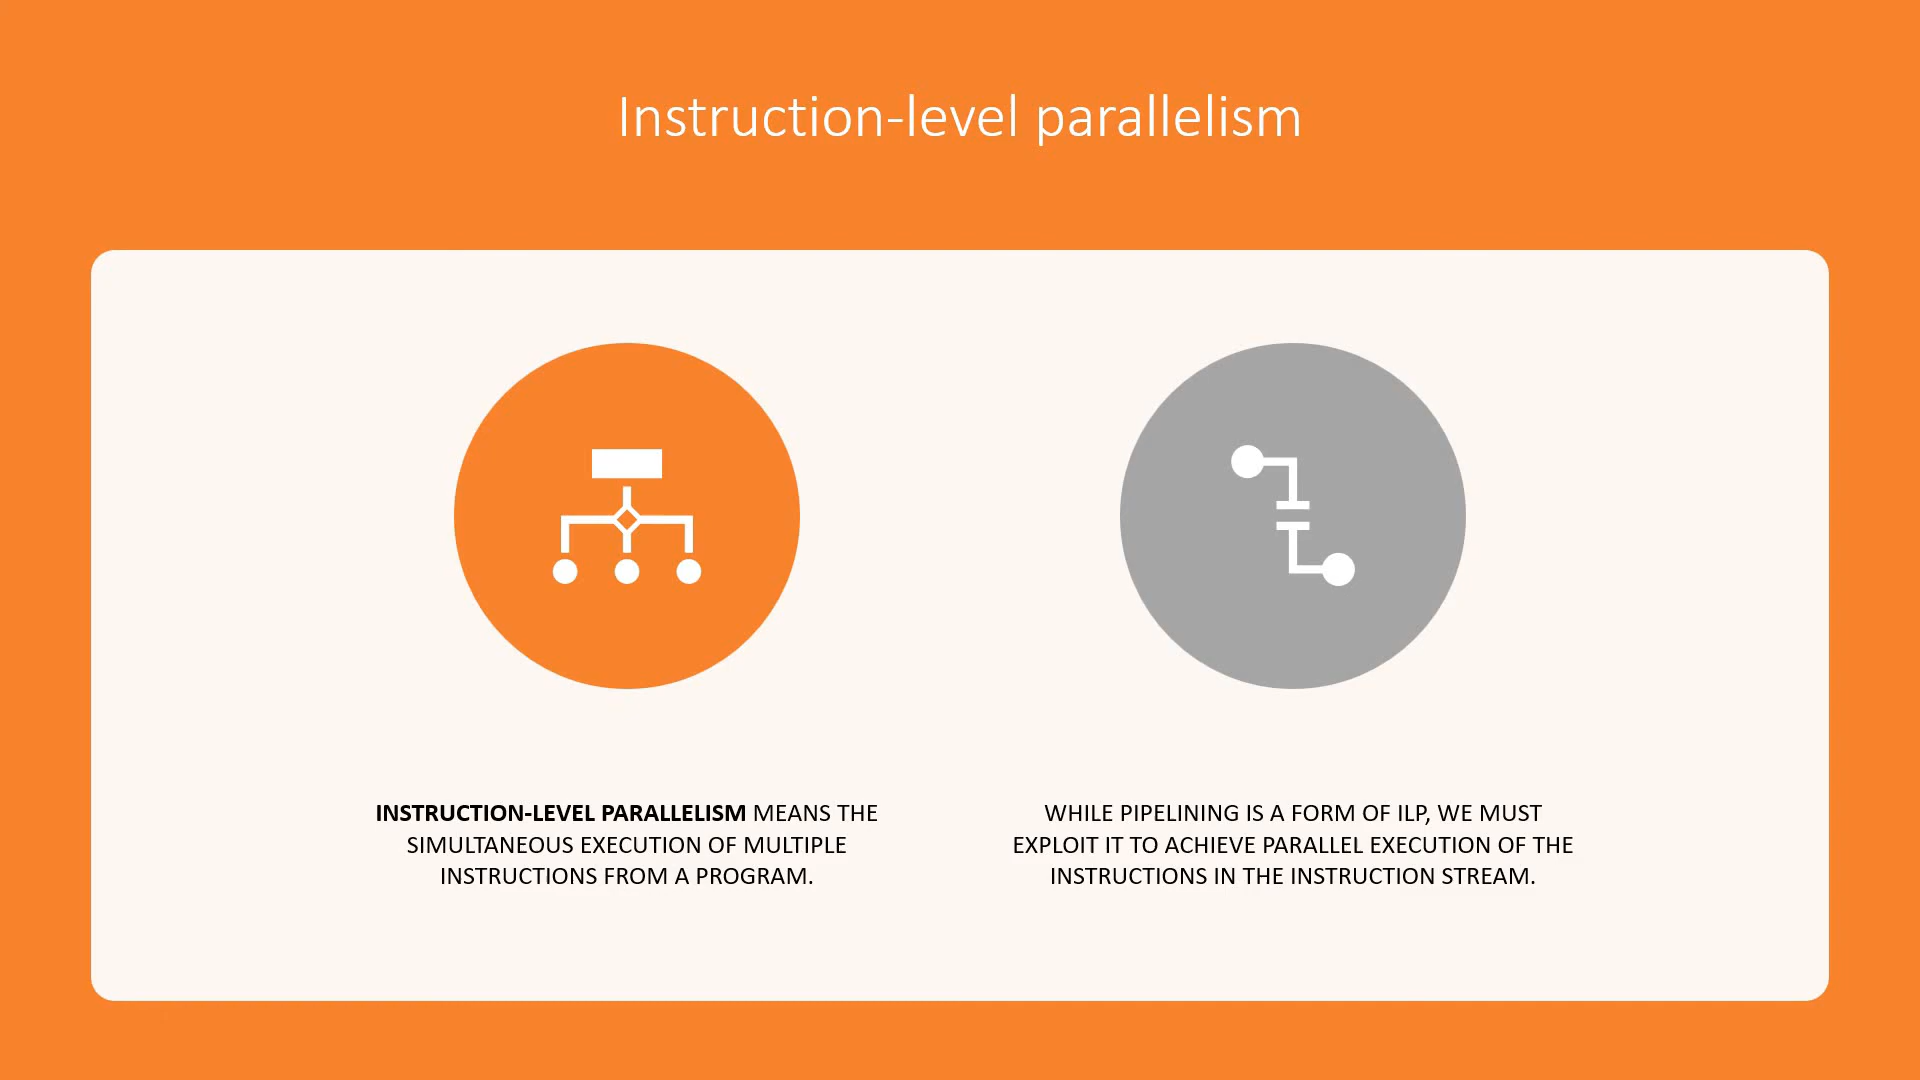 Instruction-level parallelism
INSTRUCTION-LEVEL PARALLELISM MEANS THE
SIMULTANEOUS EXECUTION OF MULTIPLE
INSTRUCTIONS FROM A PROGRAM.
WHILE PIPELINING IS A FORM OF ILP, WE MUST
EXPLOIT IT TO ACHIEVE PARALLEL EXECUTION OF THE
INSTRUCTIONS IN THE INSTRUCTION STREAM.